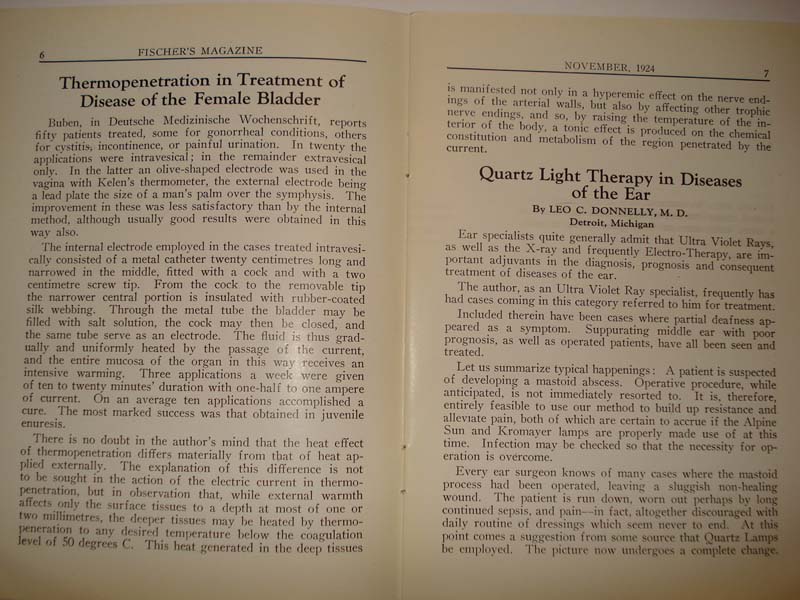 6
FISCHER'S MAGAZINE
Thermopenetration in Treatment of
Disease of the Female Bladder
Buben, in Deutsche Medizinische Wochenschrift, reports
fifty patients treated, some for gonorrheal conditions, others
for cystitis, incontinence, or painful urination. In twenty the
applications were intravesical; in the remainder extravesical
only. In the latter an olive-shaped electrode was used in the
vagina with Kelen's thermometer, the external electrode being
a lead plate the size of a man's palm over the symphysis. The
improvement in these was less satisfactory than by the internal
method, although usually good results were obtained in this
way also.
The internal electrode employed in the cases treated intravesi-
cally consisted of a metal catheter twenty centimetres long and
narrowed in the middle, fitted with a cock and with a two
centimetre screw tip. From the cock to the removable tip
the narrower central portion is insulated with rubber-coated
silk webbing. Through the metal tube the bladder may be
filled with salt solution, the cock may then be closed, and
the same tube serve as an electrode. The fluid is thus grad-
ually and uniformly heated by the passage of the current,
and the entire mucosa of the organ in this way receives an
intensive warming. Three applications a week were given
of ten to twenty minutes' duration with one-half to one ampere
of current. On an average ten applications accomplished a
cure. The most marked success was that obtained in juvenile
enuresis.
There is no doubt in the author's mind that the heat effect
of thermopenetration differs materially from that of heat ap-
plied externally. The explanation of this difference is not
to be sought in the action of the electric current in thermo-
penetration, but in observation that, while external warmth
affects only the surface tissues to a depth at most of one or
two millimetres, the deeper tissues may be heated by thermo-
peneration to any desired temperature below the coagulation
level of 50 degrees C. This heat generated in the deep tissues
NOVEMBER, 1924
7
is manifested not only in a hyperemic effect on the nerve end-
ings of the arterial walls, but also by affecting other trophic
nerve endings, and so, by raising the temperature of the in-
terior of the body, a tonic effect is produced on the chemical
constitution and metabolism of the region penetrated by the
current.
Quartz Light Therapy in Diseases
of the Ear
By LEO C. DONNELLY, M. D.
Detroit, Michigan
Ear specialists quite generally admit that Ultra Violet Rays,
as well as the X-ray and frequently Electro-Therapy, are im-
portant adjuvants in the diagnosis, prognosis and consequent
treatment of diseases of the ear.
The author, as an Ultra Violet Ray specialist, frequently has
had cases coming in this category referred to him for treatment.
Included therein have been cases where partial deafness ap-
peared as a symptom. Suppurating middle ear with poor
prognosis, as well as operated patients, have all been seen and
treated.
Let us summarize typical happenings: A patient is suspected
of developing a mastoid abscess. Operative procedure, while
anticipated, is not immediately resorted to. It is, therefore,
entirely feasible to use our method to build up resistance and
alleviate pain, both of which are certain to accrue if the Alpine
Sun and Kromayer lamps are properly made use of at this
time. Infection may be checked so that the necessity for op-
eration is overcome.
Every ear surgeon knows of many cases where the mastoid
process had been operated, leaving a sluggish non-healing
wound. The patient is run down, worn out perhaps by long
continued sepsis, and pain—in fact, altogether discouraged with
daily routine of dressings which seem never to end. At this
point comes a suggestion from some source that Quartz Lamps
be employed. The picture now undergoes a complete change.